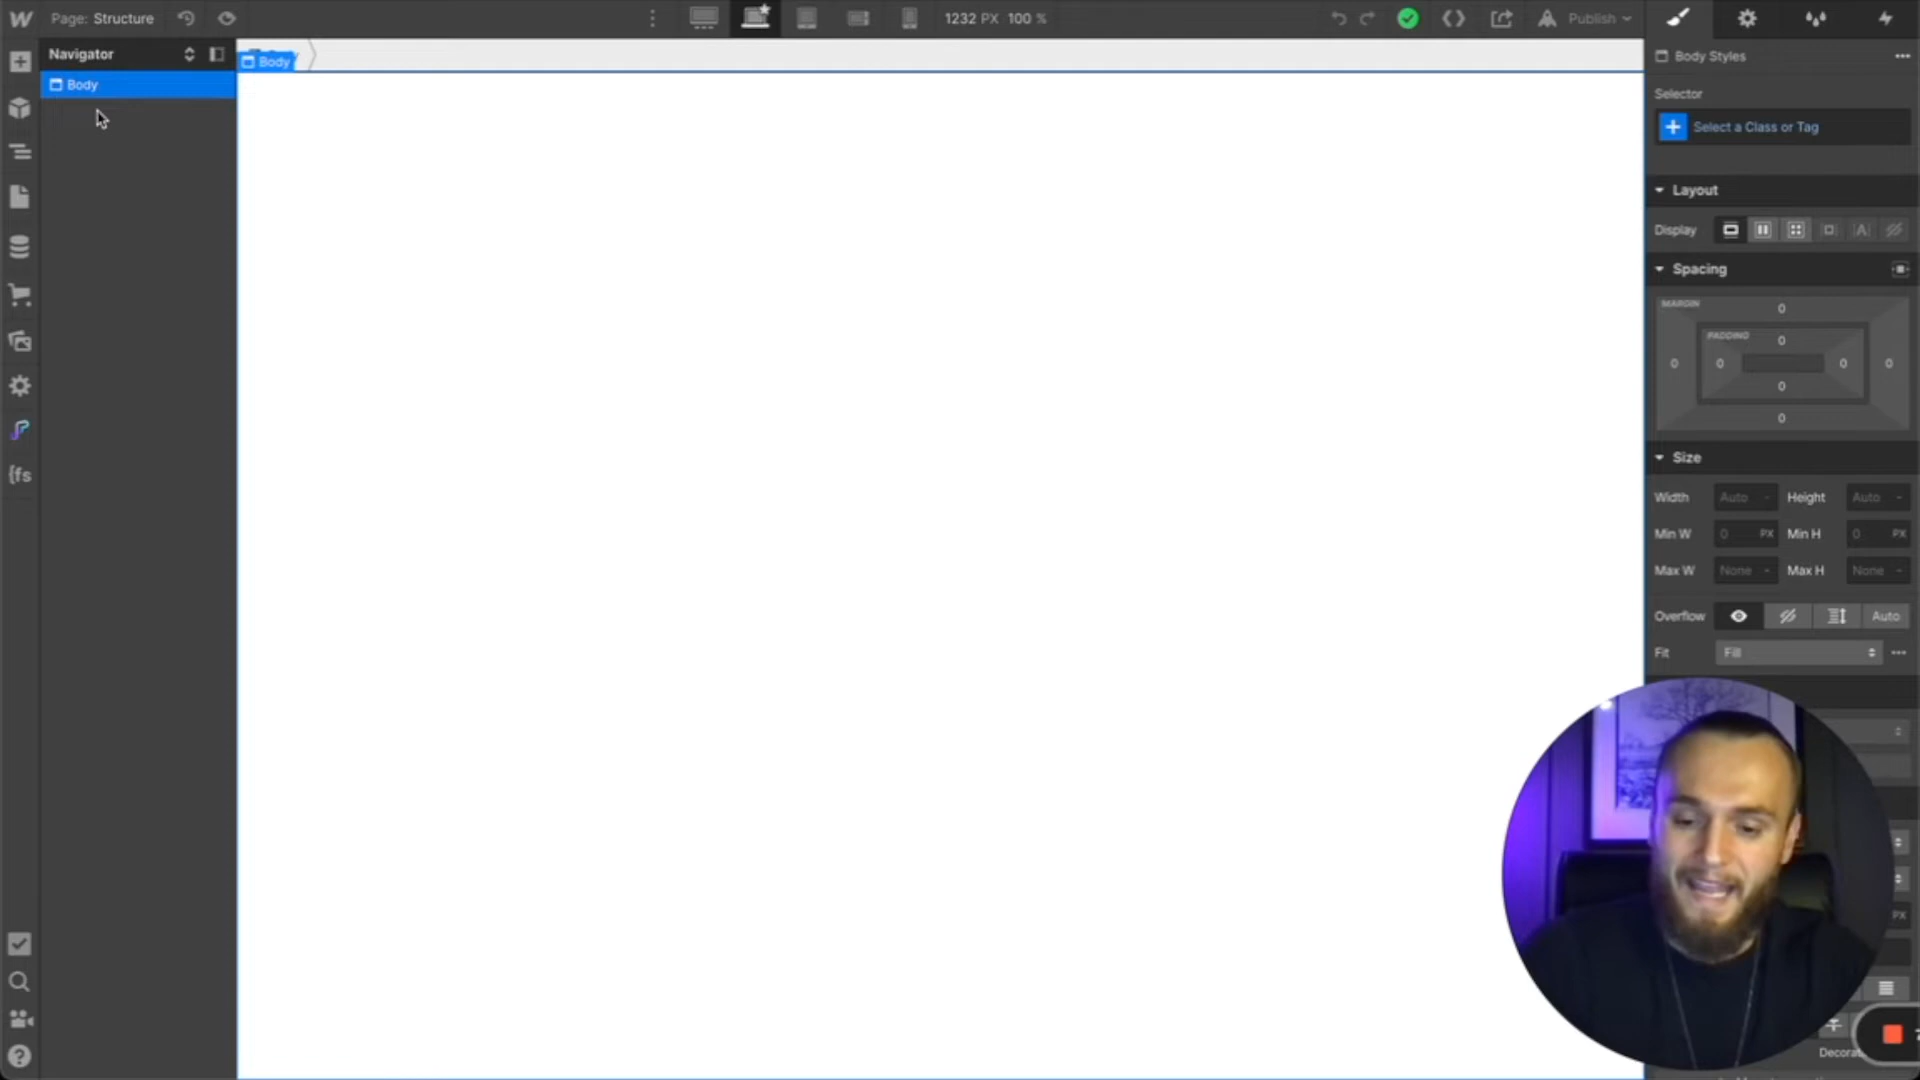 Page: Structure
1232 PX 100 %
Publish
Navigator
Body
Body
Body Styles
Selector
Select a Class or Tag
Layout
Display
Spacing
MARGIN
0
PADDING
0
0 0 0 0
0
0
Size
Width Auto - Height Auto -
Min W 0 PX Min H 0 PX
Max W None - Max H None -
Overflow Auto
Fit Fill
{fs
PX